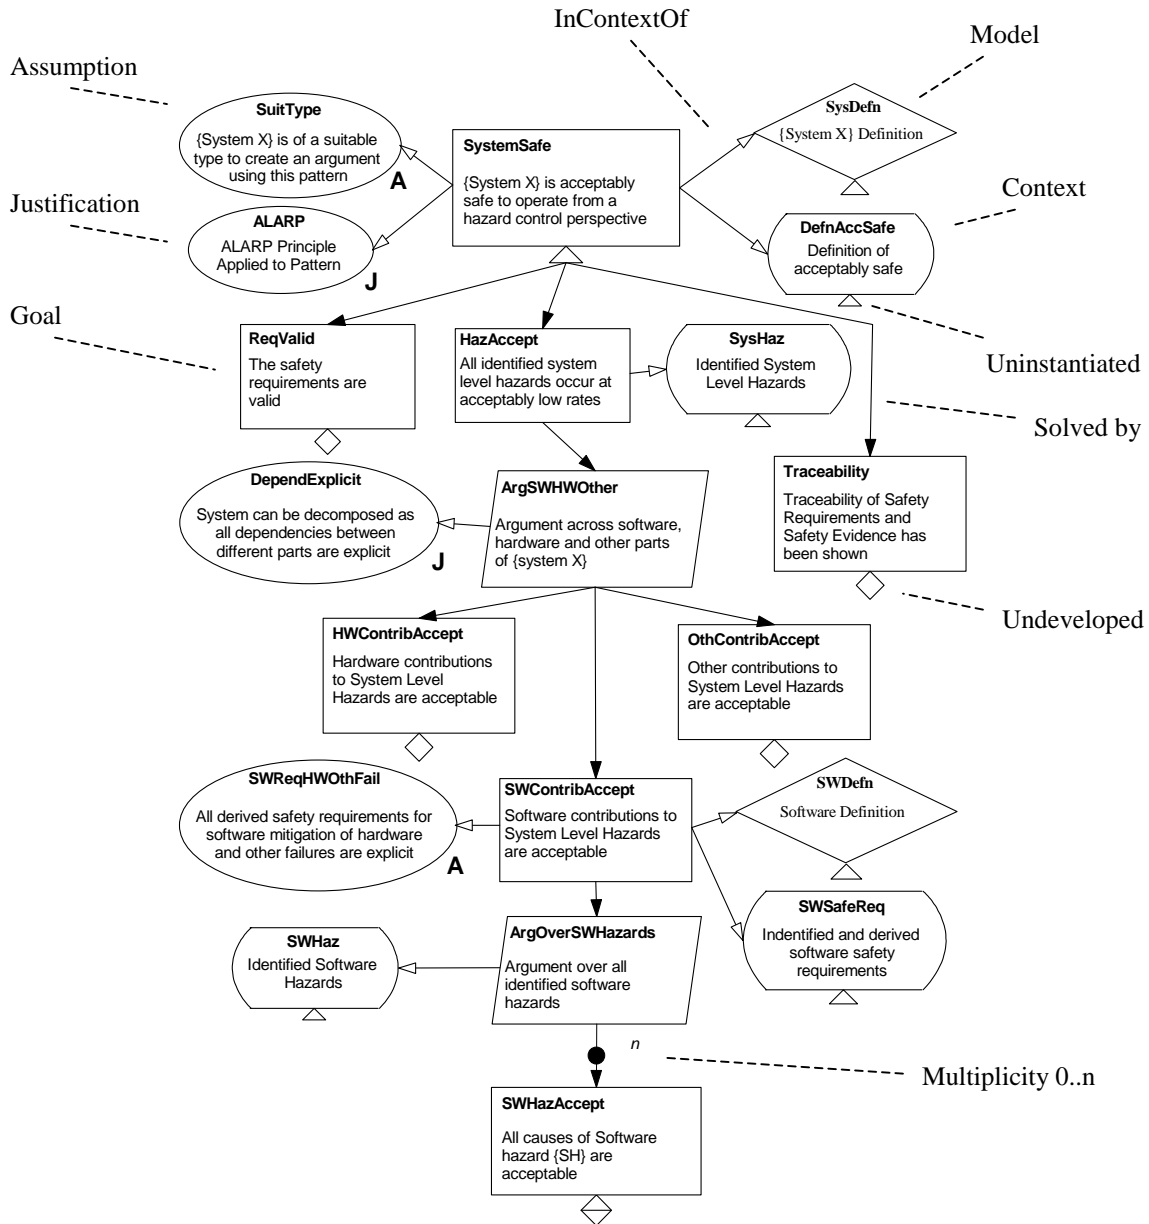 InContextOf
Model
Assumption
SuitType
{System X} is of a suitable
type to create an argument
using this pattern
A
SystemSafe
{System X} is acceptably
safe to operate from a
hazard control perspective
SysDefn
{System X} Definition
Justification
ALARP
ALARP Principle
Applied to Pattern
J
Context
DefnAccSafe
Definition of
acceptably safe
Goal
ReqValid
The safety
requirements are
valid
HazAccept
All identified system
level hazards occur at
acceptably low rates
SysHaz
Identified System
Level Hazards
Uninstantiated
Solved by
DependExplicit
System can be decomposed as
all dependencies between
different parts are explicit
J
ArgSWHWOther
Argument across software,
hardware and other parts
of {system X}
Traceability
Traceability of Safety
Requirements and
Safety Evidence has
been shown
Undeveloped
HWContribAccept
Hardware contributions
to System Level
Hazards are acceptable
OthContribAccept
Other contributions to
System Level Hazards
are acceptable
SWReqHWOthFail
All derived safety requirements for
software mitigation of hardware
and other failures are explicit
A
SWContribAccept
Software contributions to
System Level Hazards
are acceptable
SWDefn
Software Definition
SWSafeReq
Indentified and derived
software safety
requirements
SWHaz
Identified Software
Hazards
ArgOverSWHazards
Argument over all
identified software
hazards
n
Multiplicity 0..n
SWHazAccept
All causes of Software
hazard {SH} are
acceptable